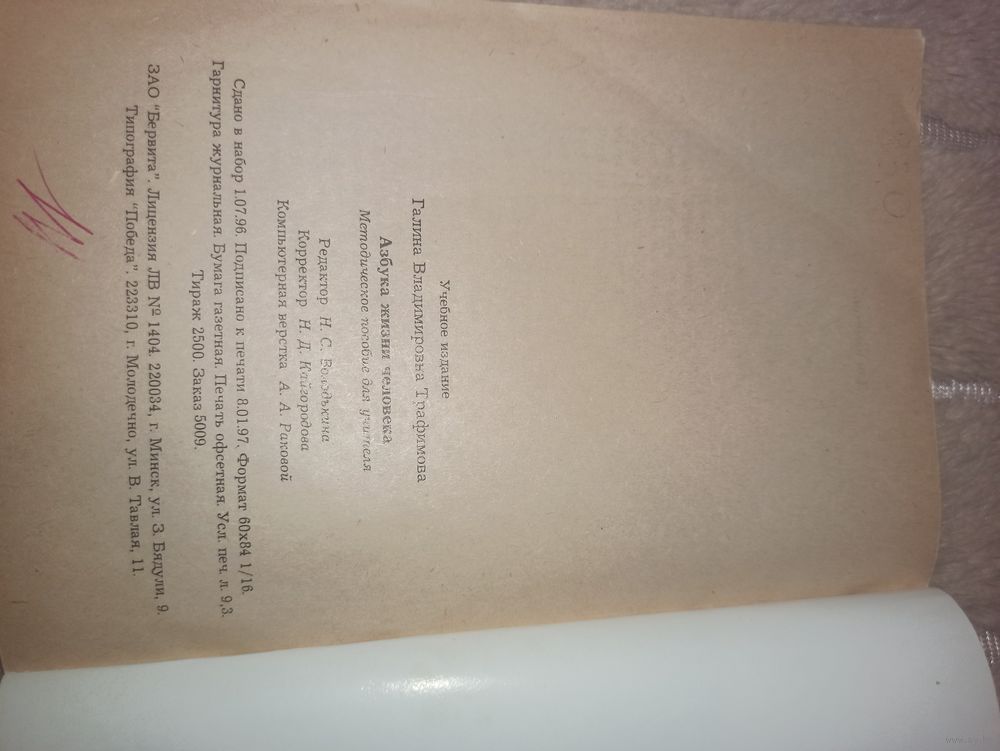 Учебное издание
Галина Владимировна Трафимова
Азбука жизни человека
Методическое пособие для учителя
Редактор Н. С.
Корректор Н. Д. Кайгородова
Компьютерная верстка А. А. Раковой
Сдано в набор 1.07.96. Подписано к печати 8.01.97. Формат 60х84 1/16.
Гарнитура журнальная. Бумага газетная. Печать офсетная. Усл. печ. л. 9,3.
Тираж 2500. Заказ 5009.
ЗАО "Бервита". Лицензия ЛВ № 1404. 220034, г. Минск, ул. З. Бядули, 9.
Типография "Победа". 223310, г. Молодечно, ул. В. Тавлая, 11.